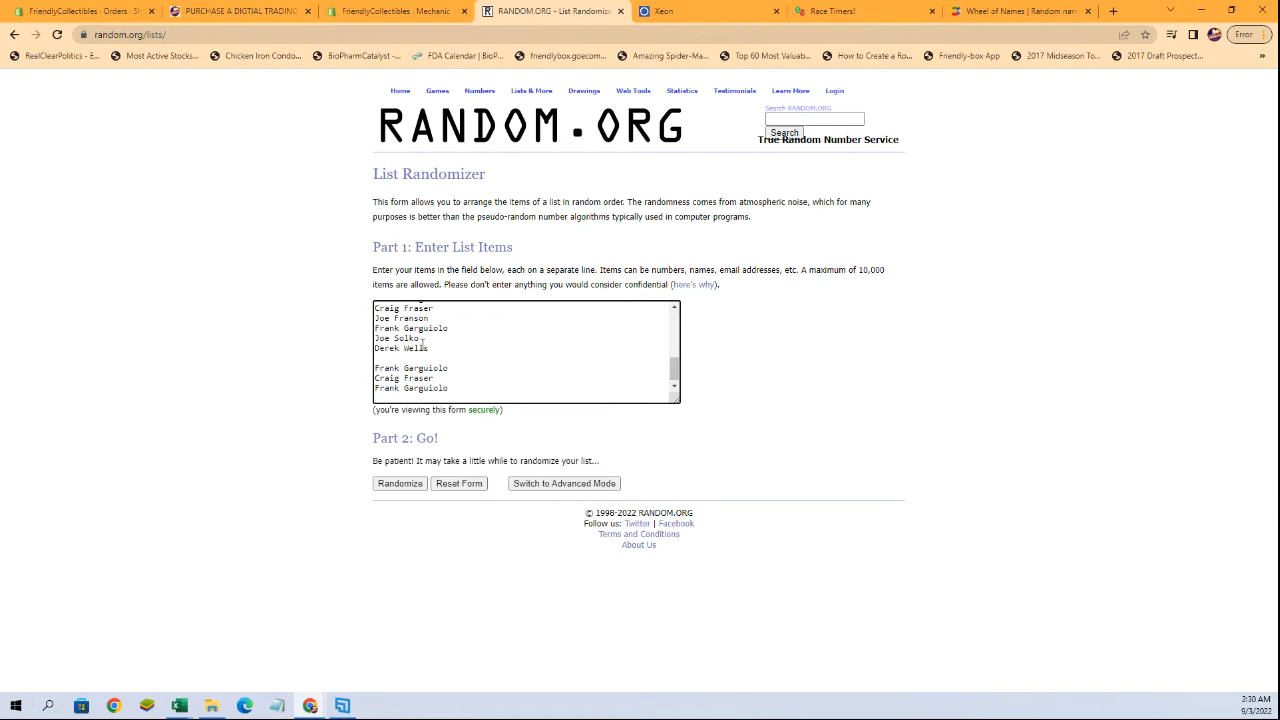 FriendlyCollectibles - Orders - Sh
PURCHASE A DIGTIAL TRADING
FriendlyCollectibles - Mechanic
RANDOM.ORG - List Randomizer
Xeon
Race Timers!
Wheel of Names | Random nam
random.org/lists/
Error
RealClearPolitics - E...
Most Active Stocks...
Chicken Iron Condo...
BioPharmCatalyst -...
FDA Calendar | BioP...
friendlybox.goecom...
Amazing Spider-Ma...
Top 60 Most Valuab...
How to Create a Ro...
Friendly-box App
2017 Midseason To...
2017 Draft Prospect...
Home Games Numbers Lists & More Drawings Web Tools Statistics Testimonials Learn More Login
RANDOM.ORG
Search RANDOM.ORG
Search
True Random Number Service
List Randomizer
This form allows you to arrange the items of a list in random order. The randomness comes from atmospheric noise, which for many
purposes is better than the pseudo-random number algorithms typically used in computer programs.
Part 1: Enter List Items
Enter your items in the field below, each on a separate line. Items can be numbers, names, email addresses, etc. A maximum of 10,000
items are allowed. Please don't enter anything you would consider confidential (here's why).
Craig Fraser
Joe Franson
Frank Garguiolo
Joe Solko
Derek Wells
Frank Garguiolo
Craig Fraser
Frank Garguiolo
(you're viewing this form securely)
Part 2: Go!
Be patient! It may take a little while to randomize your list...
Randomize Reset Form Switch to Advanced Mode
© 1998-2022 RANDOM.ORG
Follow us: Twitter | Facebook
Terms and Conditions
About Us
2:30 AM
9/3/2022